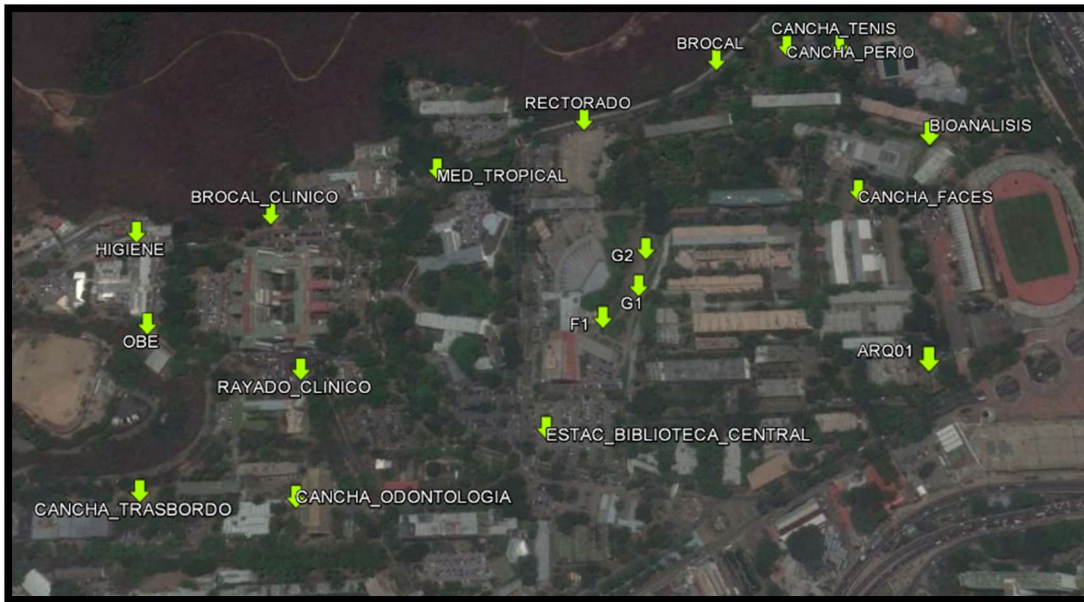 CANCHA_TENIS
BROCAL
CANCHA_PERIO
RECTORADO
BIOANALISIS
MED_TROPICAL
BROCAL_CLINICO
CANCHA_FACES
HIGIENE
G2
G1
F1
OBE
ARQ01
RAYADO_CLINICO
ESTAC_BIBLIOTECA_CENTRAL
CANCHA_ODONTOLOGIA
CANCHA_TRASBORDO